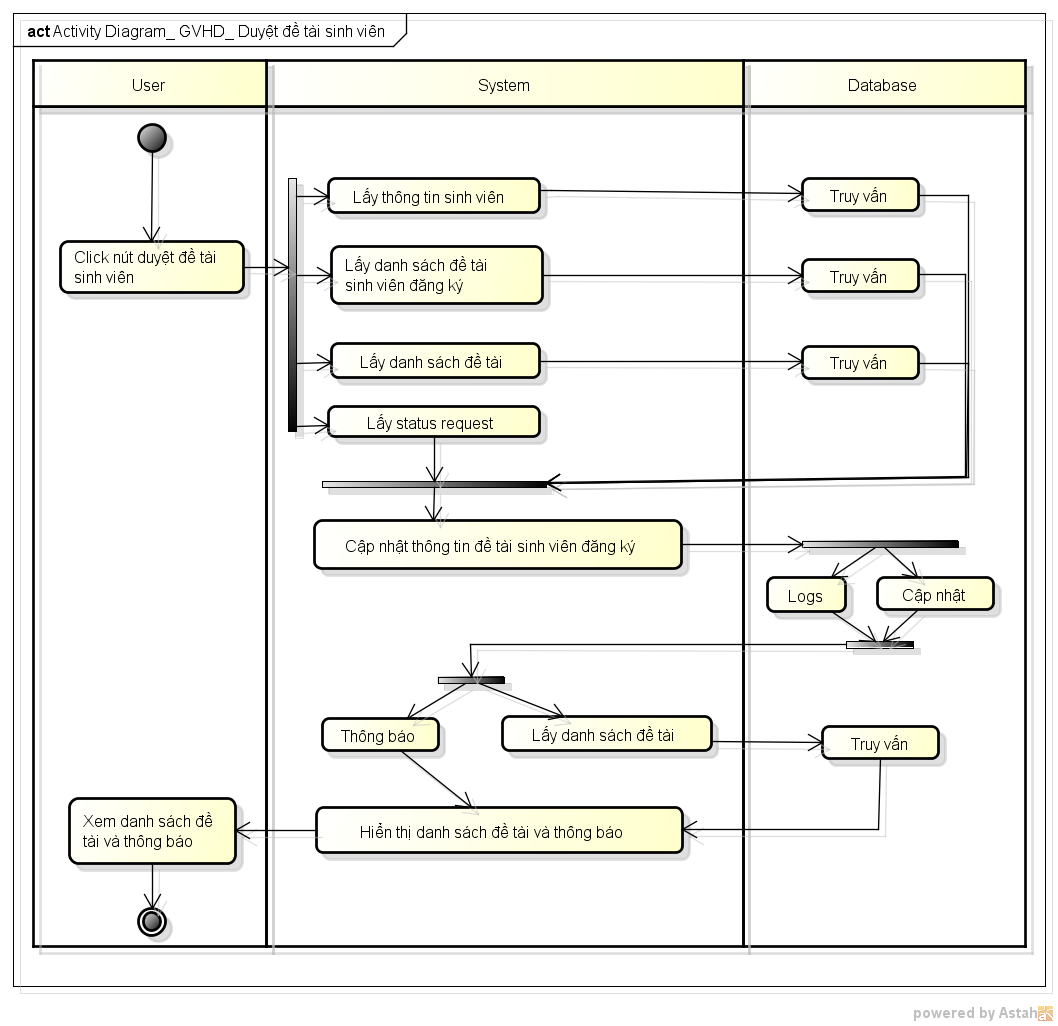 act Activity Diagram_ GVHD_ Duyệt đề tài sinh viên
User
System
Database
Lấy thông tin sinh viên
Truy vấn
Click nút duyệt đề tài
sinh viên
Lấy danh sách đề tài
sinh viên đăng ký
Truy vấn
Lấy danh sách đề tài
Truy vấn
Lấy status request
Cập nhật thông tin đề tài sinh viên đăng ký
Logs
Cập nhật
Thông báo
Lấy danh sách đề tài
Truy vấn
Xem danh sách đề
tài và thông báo
Hiển thị danh sách đề tài và thông báo
powered by Astah